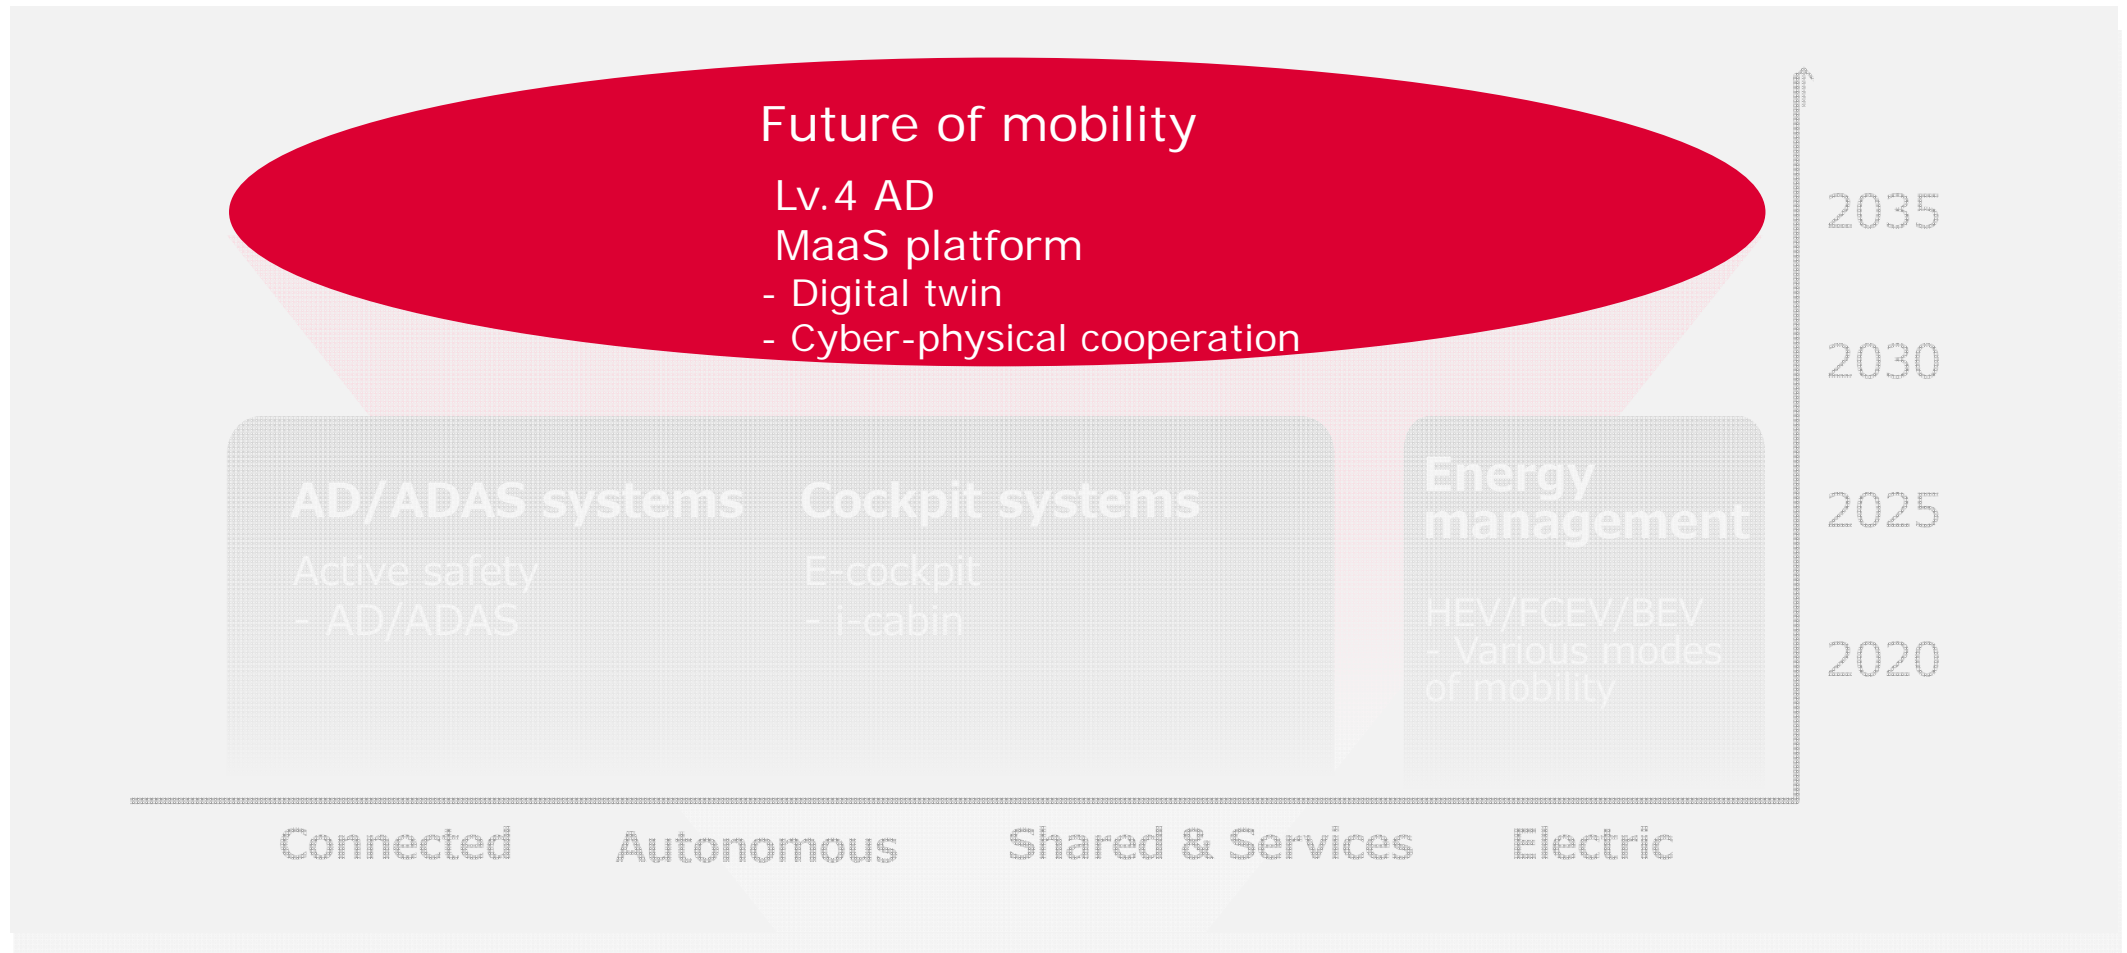 Future of mobility
Lv.4 AD
MaaS platform
- Digital twin
- Cyber-physical cooperation
2035
2030
2025
2020
AD/ADAS systems
Active safety
- AD/ADAS
Cockpit systems
E-cockpit
- i-cabin
Energy
management
HEV/FCEV/BEV
- Various modes
of mobility
Connected
Autonomous
Shared & Services
Electric